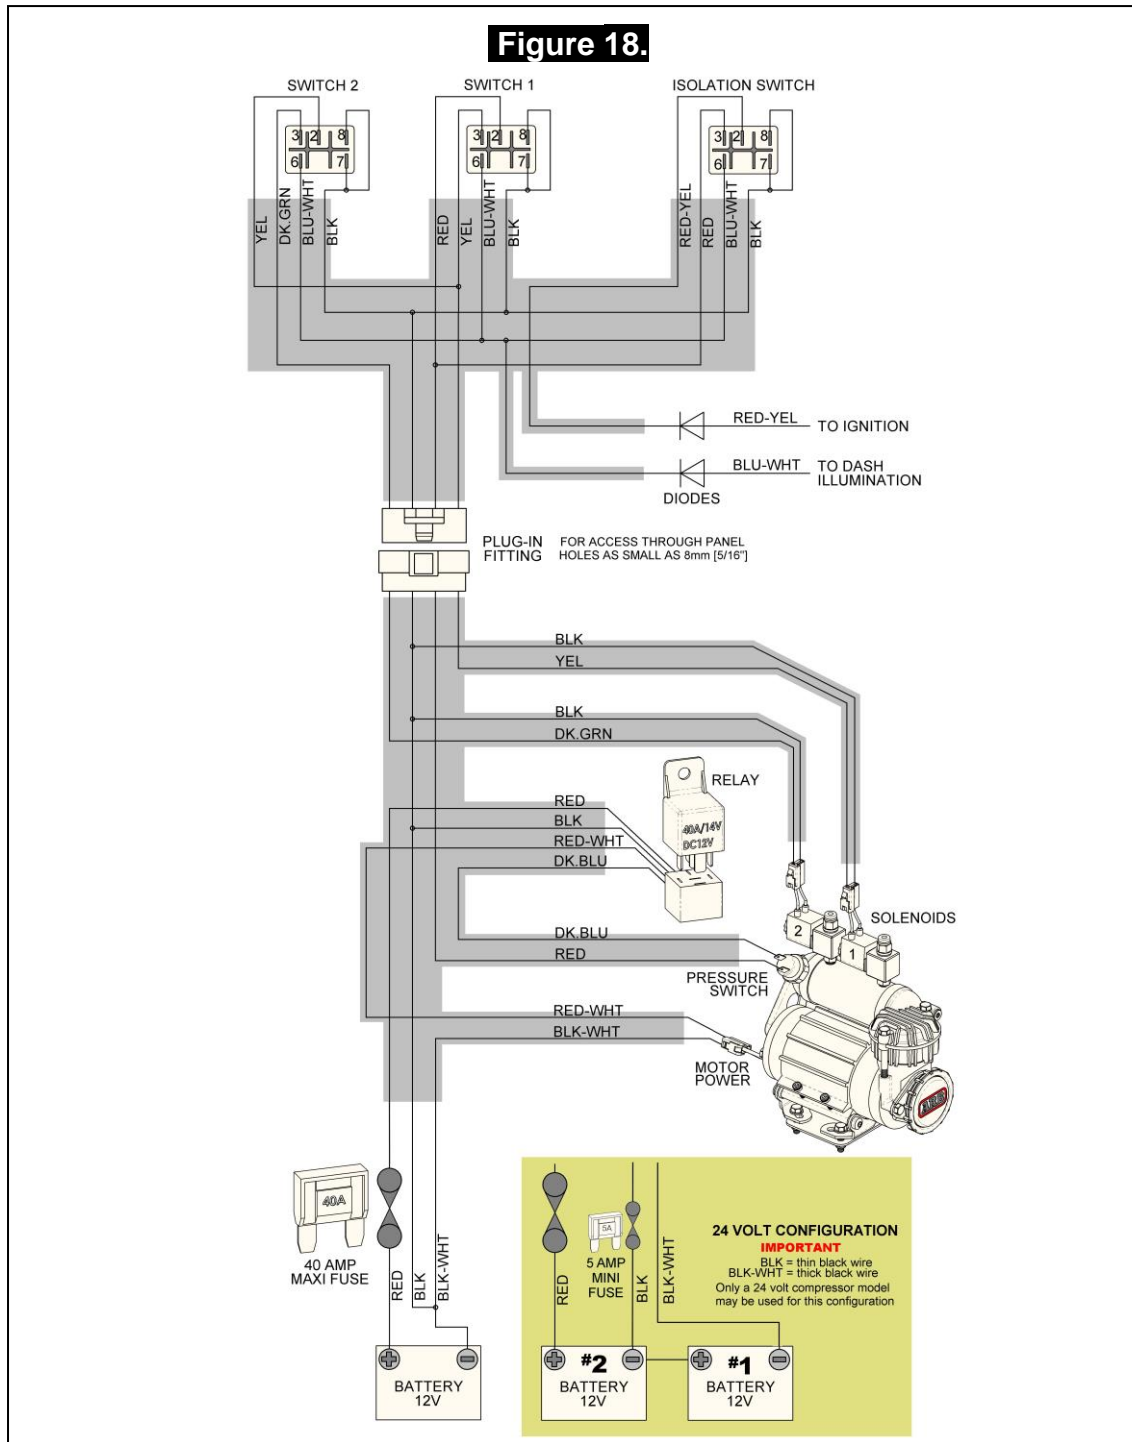 Figure 18.
SWITCH 2
SWITCH 1
ISOLATION SWITCH
3 2 8
6 7
3 2 8
6 7
3 2 8
6 7
YEL
DK.GRN
BLU-WHT
BLK
RED
YEL
BLU-WHT
BLK
RED-YEL
RED
BLU-WHT
BLK
RED-YEL
TO IGNITION
BLU-WHT
TO DASH
ILLUMINATION
DIODES
PLUG-IN
FITTING
FOR ACCESS THROUGH PANEL
HOLES AS SMALL AS 8mm [5/16"]
BLK
YEL
BLK
DK.GRN
RELAY
40A/14V
DC12V
RED
BLK
RED-WHT
DK.BLU
SOLENOIDS
2
1
DK.BLU
RED
PRESSURE
SWITCH
RED-WHT
BLK-WHT
MOTOR
POWER
ARB
40A
40 AMP
MAXI FUSE
RED
BLK
BLK-WHT
BATTERY
12V
RED
5A
5 AMP
MINI
FUSE
BLK
BLK-WHT
24 VOLT CONFIGURATION
IMPORTANT
BLK = thin black wire
BLK-WHT = thick black wire
Only a 24 volt compressor model
may be used for this configuration
#2
BATTERY
12V
#1
BATTERY
12V